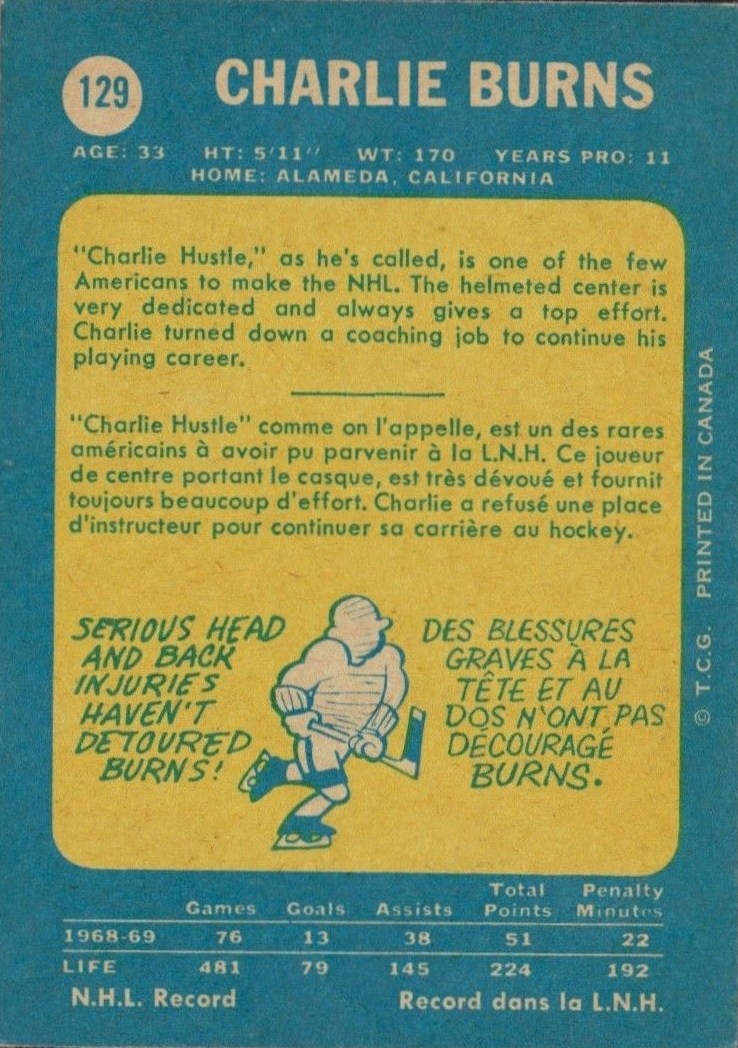 129
CHARLIE BURNS
AGE: 33 HT: 5'11" WT: 170 YEARS PRO: 11
HOME: ALAMEDA, CALIFORNIA
"Charlie Hustle," as he's called, is one of the few
Americans to make the NHL. The helmeted center is
very dedicated and always gives a top effort.
Charlie turned down a coaching job to continue his
playing career.
"Charlie Hustle" comme on l'appelle, est un des rares
américains à avoir pu parvenir à la L.N.H. Ce joueur
de centre portant le casque, est très dévoué et fournit
toujours beaucoup d'effort. Charlie a refusé une place
d'instructeur pour continuer sa carrière au hockey.
SERIOUS HEAD
AND BACK
INJURIES
HAVEN'T
DETOURED
BURNS!
DES BLESSURES
GRAVES À LA
TÊTE ET AU
DOS N'ONT PAS
DÉCOURAGÉ
BURNS.
© T.C.G. PRINTED IN CANADA
Total Penalty
Games Goals Assists Points Minutes
1968-69 76 13 38 51 22
LIFE 481 79 145 224 192
N.H.L. Record Record dans la L.N.H.